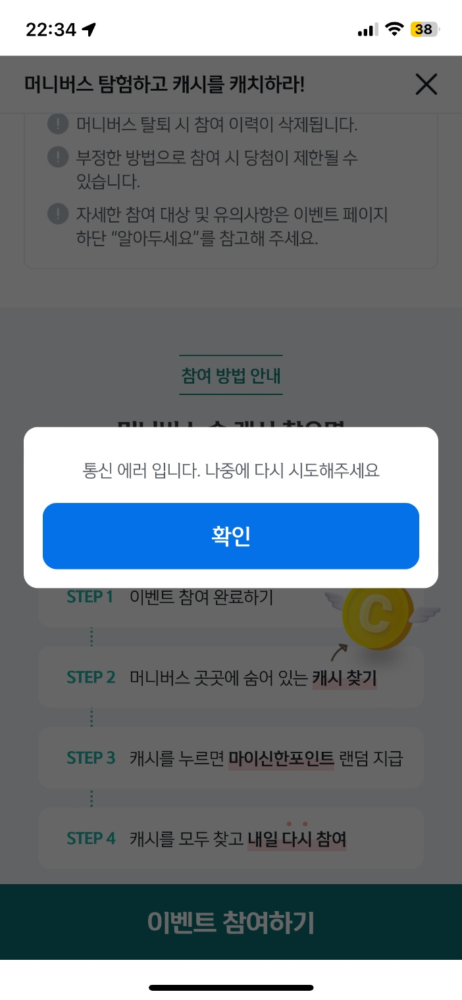 22:34
38
머니버스 탐험하고 캐시를 캐치하라!
머니버스 탈퇴 시 참여 이력이 삭제됩니다.
부정한 방법으로 참여 시 당첨이 제한될 수
있습니다.
자세한 참여 대상 및 유의사항은 이벤트 페이지
하단 “알아두세요”를 참고해 주세요.
참여 방법 안내
통신 에러 입니다. 나중에 다시 시도해주세요
확인
STEP 1 이벤트 참여 완료하기
C
STEP 2 머니버스 곳곳에 숨어 있는 캐시 찾기
STEP 3 캐시를 누르면 마이신한포인트 랜덤 지급
STEP 4 캐시를 모두 찾고 내일 다시 참여
이벤트 참여하기